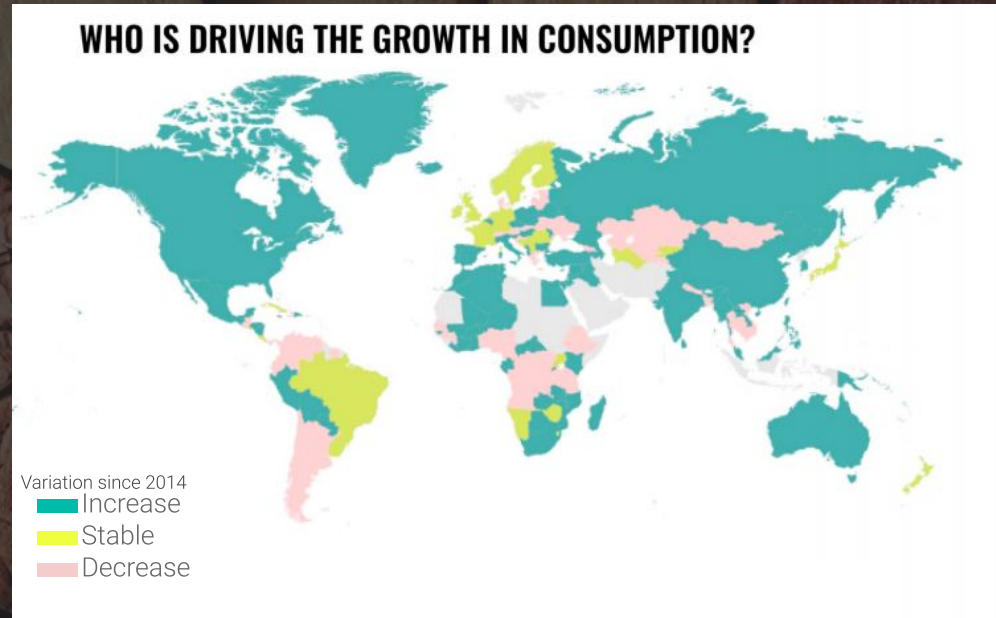 WHO IS DRIVING THE GROWTH IN CONSUMPTION?
Variation since 2014
Increase
Stable
Decrease